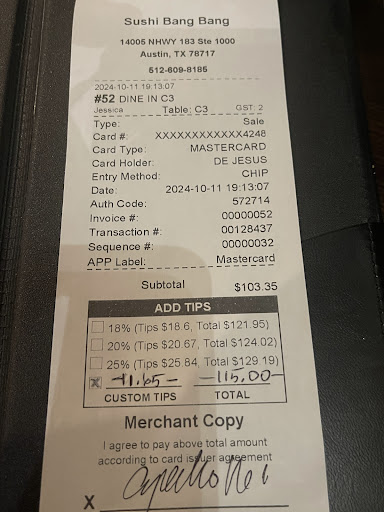 Sushi Bang Bang
14005 NHWY 183 Ste 1000
Austin, TX 78717
512-609-8185
2024-10-11 19:13:07
#52 DINE IN C3
Jessica Table: C3 GST: 2
Type: Sale
Card #: XXXXXXXXXXXX4248
Card Type: MASTERCARD
Card Holder: DE JESUS
Entry Method: CHIP
Date: 2024-10-11 19:13:07
Auth Code: 572714
Invoice #: 00000052
Transaction #: 00128437
Sequence #: 00000032
APP Label: Mastercard
Subtotal $103.35
ADD TIPS
18% (Tips $18.6, Total $121.95)
20% (Tips $20.67, Total $124.02)
25% (Tips $25.84, Total $129.19)
X 11.65 - 115.00
CUSTOM TIPS TOTAL
Merchant Copy
I agree to pay above total amount
according to card issuer agreement
X